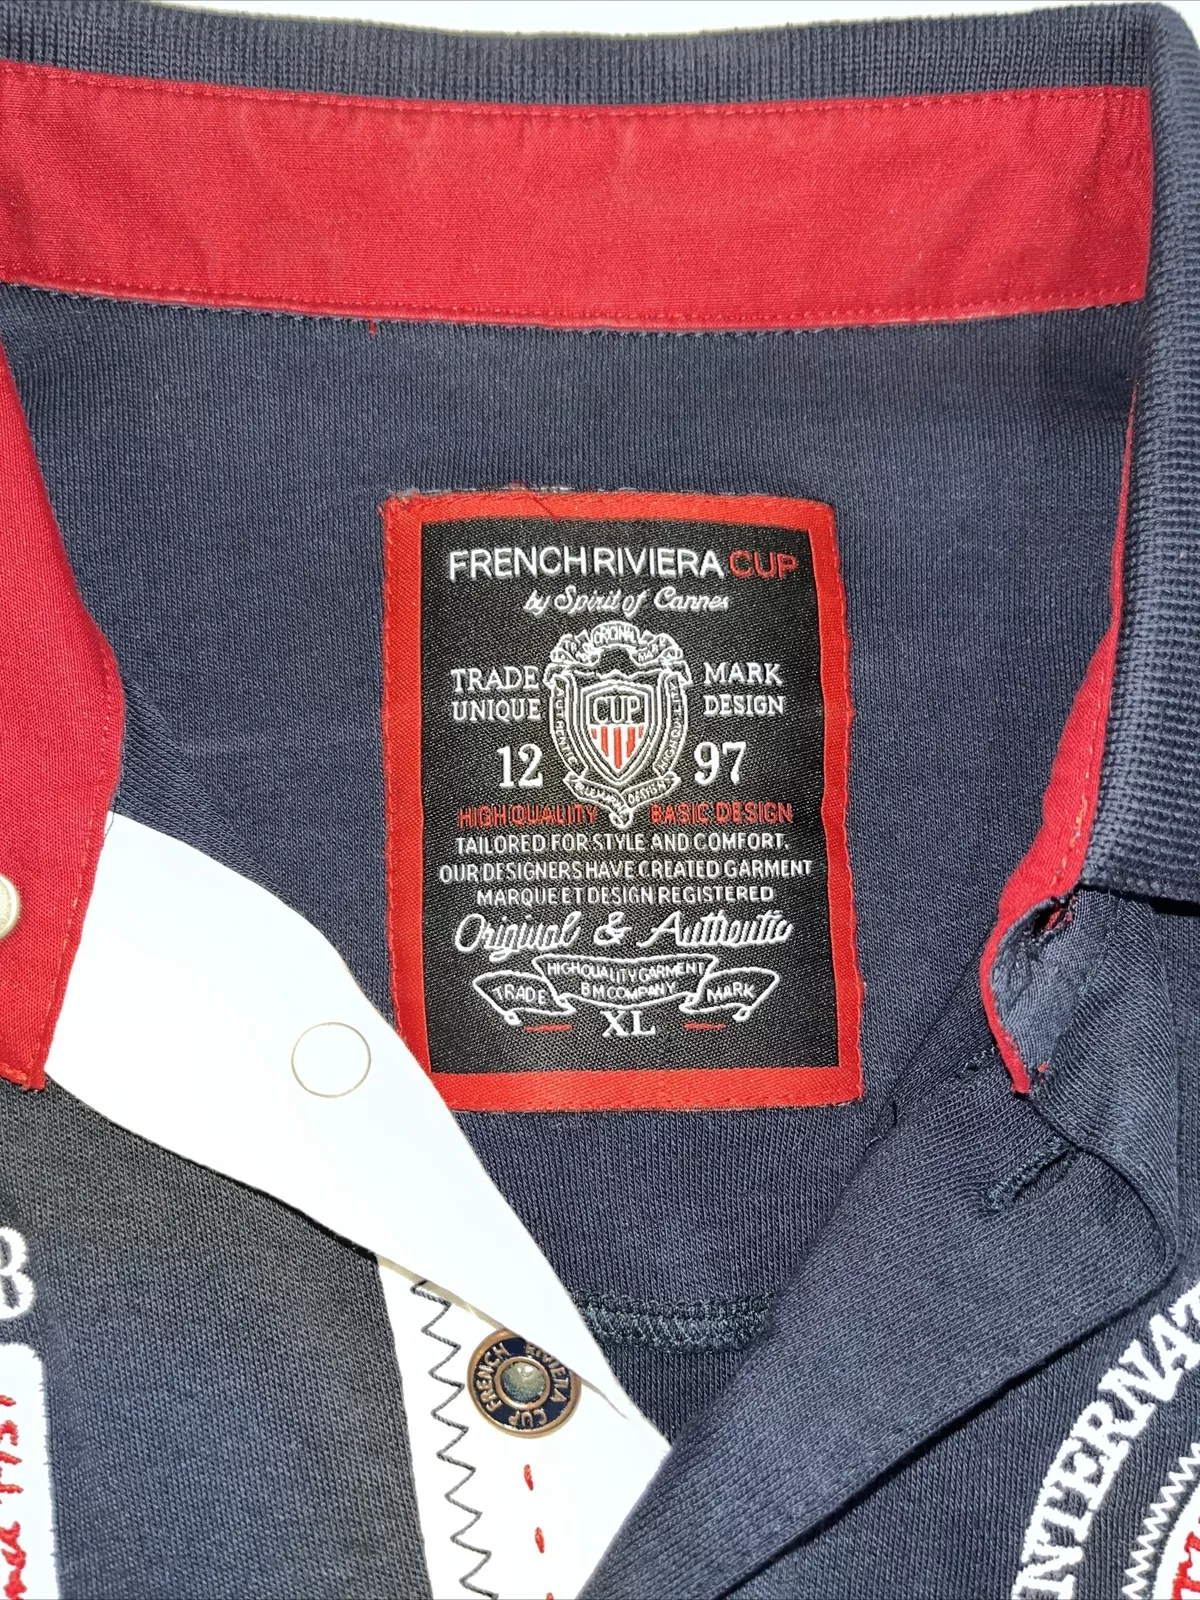 FRENCH RIVIERA CUP
by Spirit of Cannes
ORIGINAL
TRADE MARK
UNIQUE DESIGN
CUP
12 97
HIGH QUALITY BASIC DESIGN
TAILORED FOR STYLE AND COMFORT.
OUR DESIGNERS HAVE CREATED GARMENT
MARQUE ET DESIGN REGISTERED
Original & Authentic
HIGH QUALITY GARMENT
TRADE BM COMPANY MARK
XL
B
FRENCH RIVIERA CUP
INTERNAT